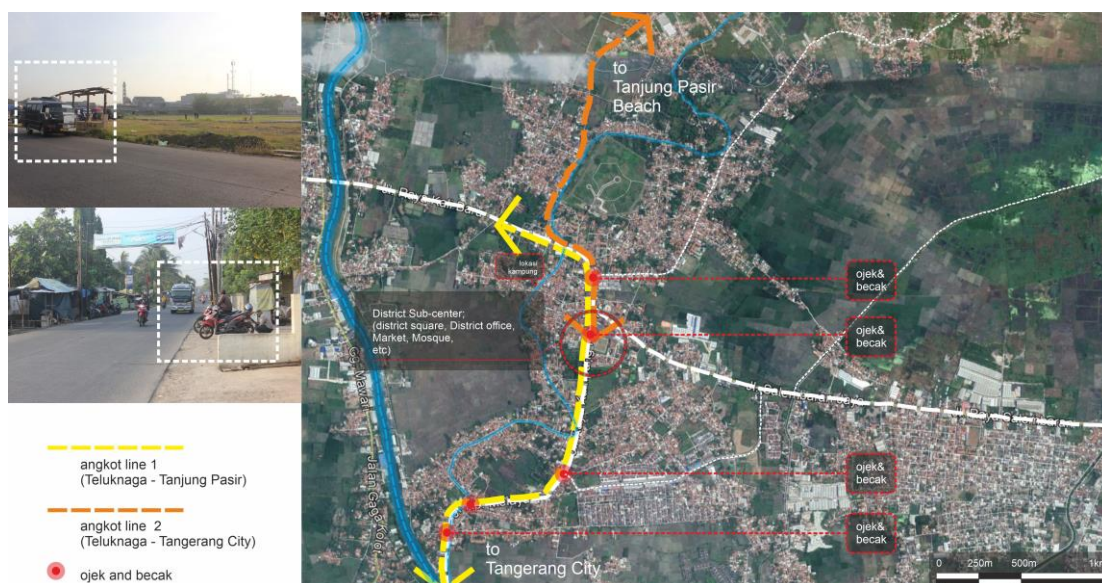 angkot line 1
(Teluknaga - Tanjung Pasir)
angkot line 2
(Teluknaga - Tangerang City)
ojek and becak
to
Tanjung Pasir
Beach
lokasi
kampung
District Sub-center;
(district square, District office,
Market, Mosque,
etc)
ojek&
becak
ojek&
becak
ojek&
becak
ojek&
becak
to
Tangerang City
0 250m 500m 1km